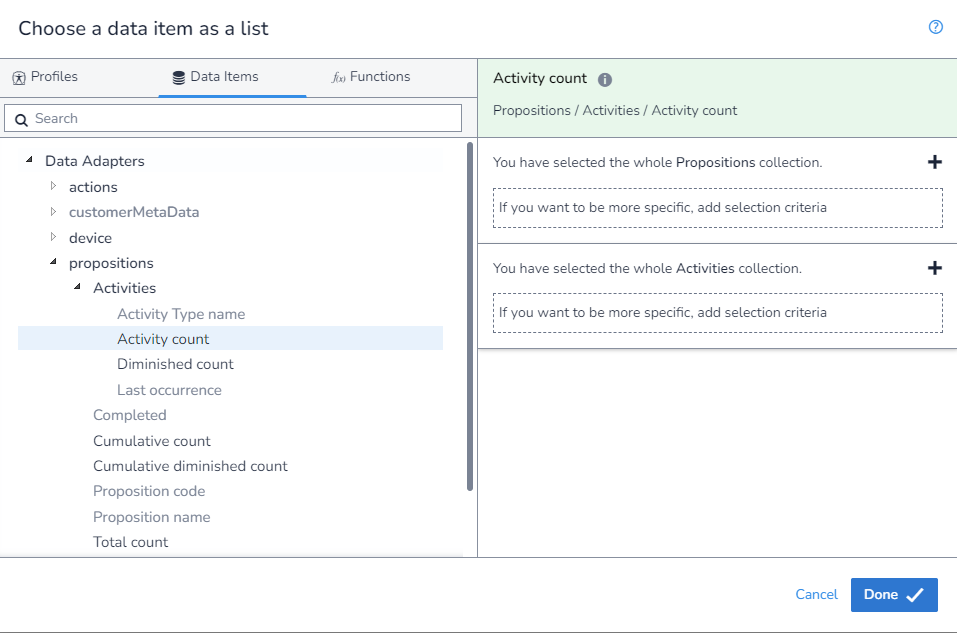 Choose a data item as a list
?
Profiles
Data Items
f(x) Functions
Search
Data Adapters
actions
customerMetaData
device
propositions
Activities
Activity Type name
Activity count
Diminished count
Last occurrence
Completed
Cumulative count
Cumulative diminished count
Proposition code
Proposition name
Total count
Activity count i
Propositions / Activities / Activity count
You have selected the whole Propositions collection.
If you want to be more specific, add selection criteria
You have selected the whole Activities collection.
If you want to be more specific, add selection criteria
Cancel
Done